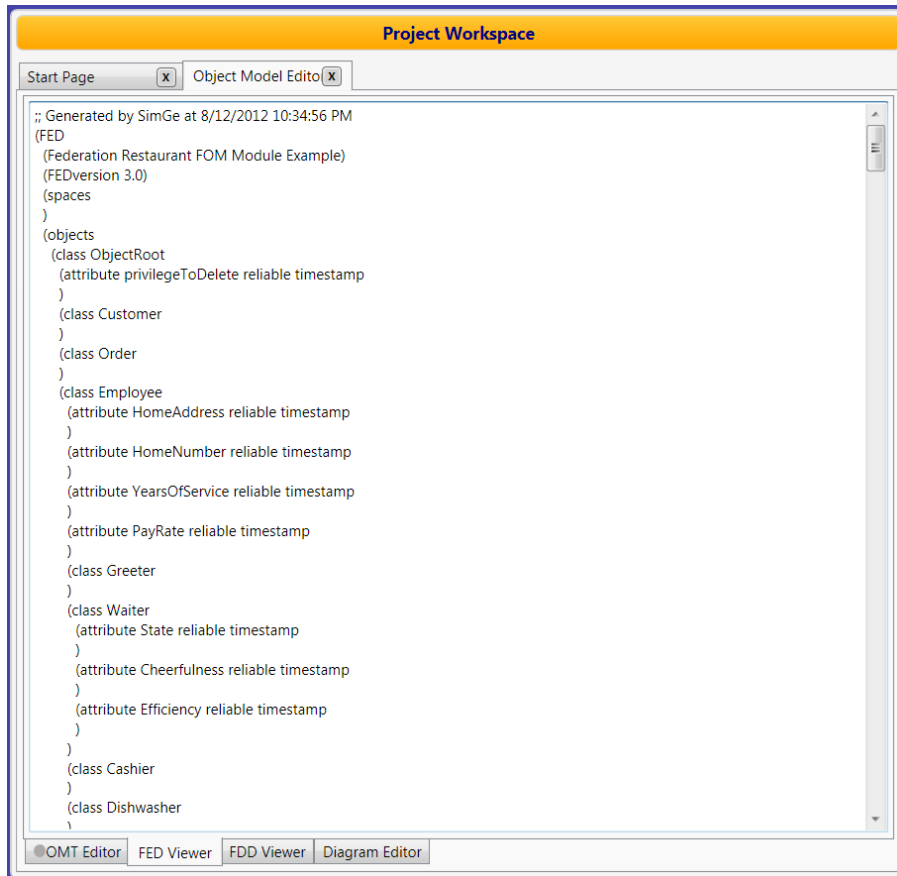 Project Workspace
Start Page x Object Model Edito x
;; Generated by SimGe at 8/12/2012 10:34:56 PM
(FED
(Federation Restaurant FOM Module Example)
(FEDversion 3.0)
(spaces
)
(objects
(class ObjectRoot
(attribute privilegeToDelete reliable timestamp
)
(class Customer
)
(class Order
)
(class Employee
(attribute HomeAddress reliable timestamp
)
(attribute HomeNumber reliable timestamp
)
(attribute YearsOfService reliable timestamp
)
(attribute PayRate reliable timestamp
)
(class Greeter
)
(class Waiter
(attribute State reliable timestamp
)
(attribute Cheerfulness reliable timestamp
)
(attribute Efficiency reliable timestamp
)
)
(class Cashier
)
(class Dishwasher
)
OMT Editor FED Viewer FDD Viewer Diagram Editor